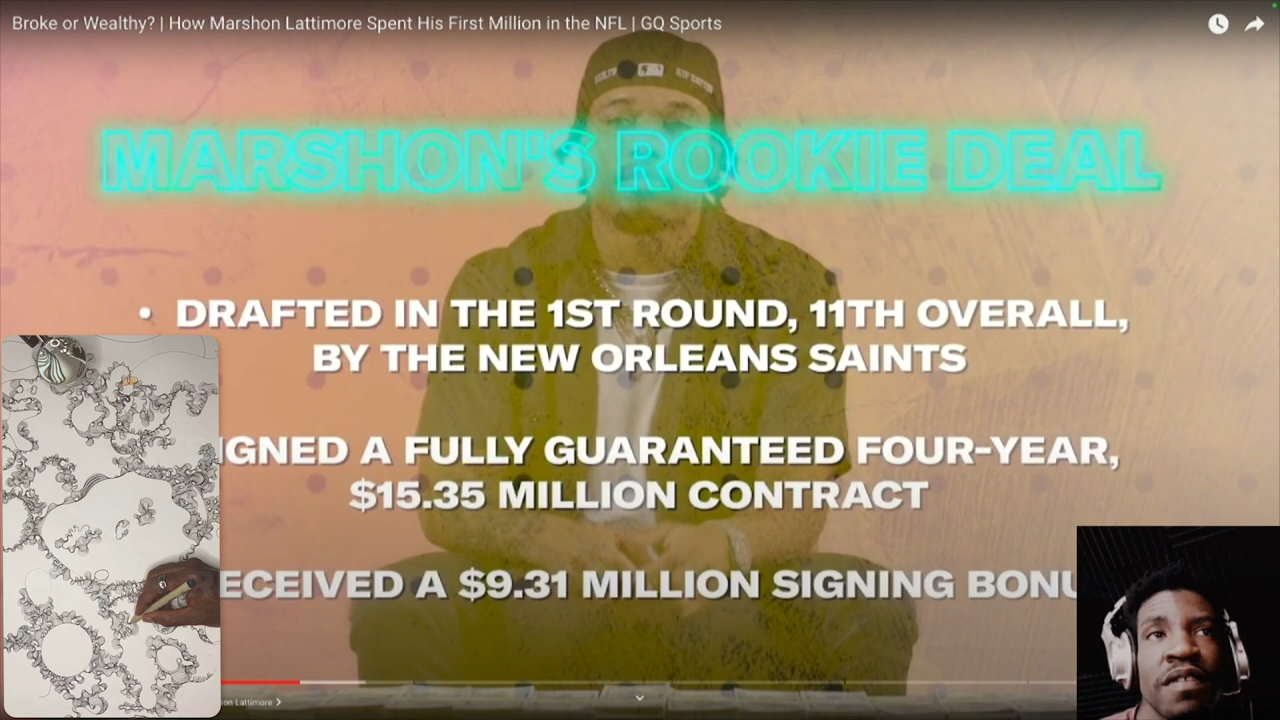 Broke or Wealthy? | How Marshon Lattimore Spent His First Million in the NFL | GQ Sports
MARSHON'S ROOKIE DEAL
• DRAFTED IN THE 1ST ROUND, 11TH OVERALL,
BY THE NEW ORLEANS SAINTS
IGNED A FULLY GUARANTEED FOUR-YEAR,
$15.35 MILLION CONTRACT
ECEIVED A $9.31 MILLION SIGNING BONU
on Lattimore